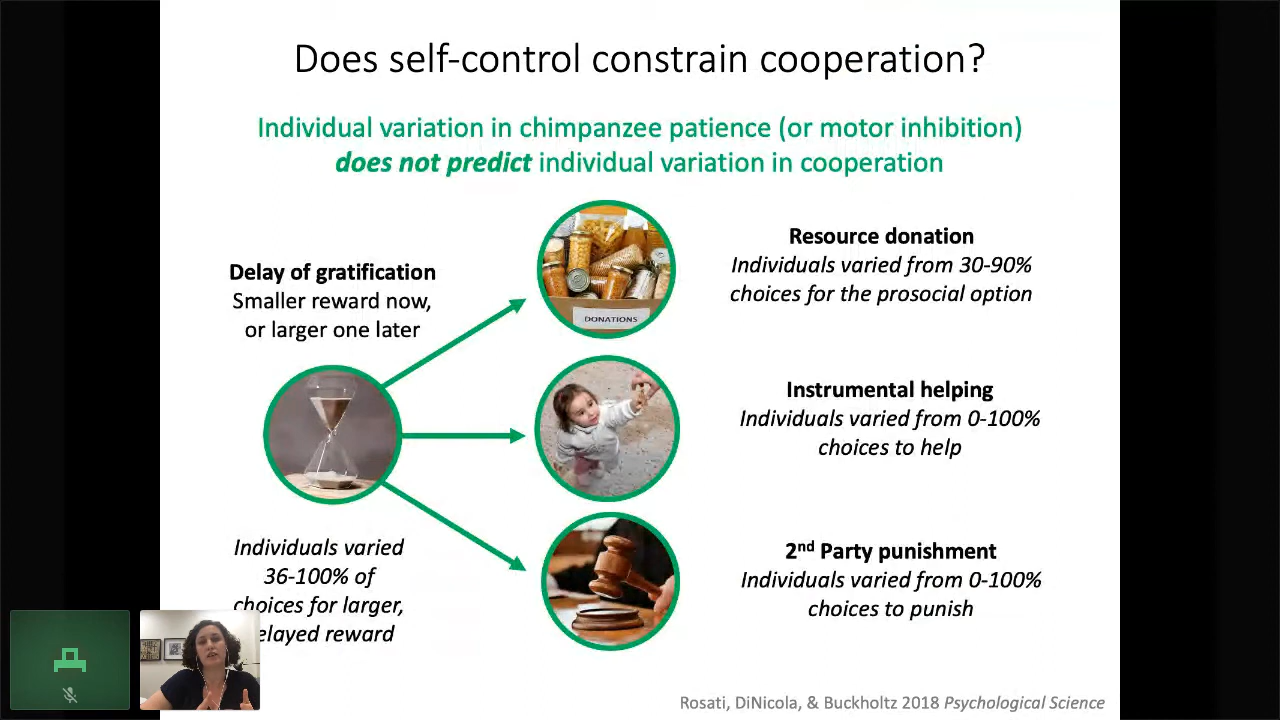 Does self-control constrain cooperation?
Individual variation in chimpanzee patience (or motor inhibition)
does not predict individual variation in cooperation
Delay of gratification
Smaller reward now,
or larger one later
Individuals varied
36-100% of
choices for larger,
elayed reward
DONATIONS
Resource donation
Individuals varied from 30-90%
choices for the prosocial option
Instrumental helping
Individuals varied from 0-100%
choices to help
2nd Party punishment
Individuals varied from 0-100%
choices to punish
Rosati, DiNicola, & Buckholtz 2018 Psychological Science